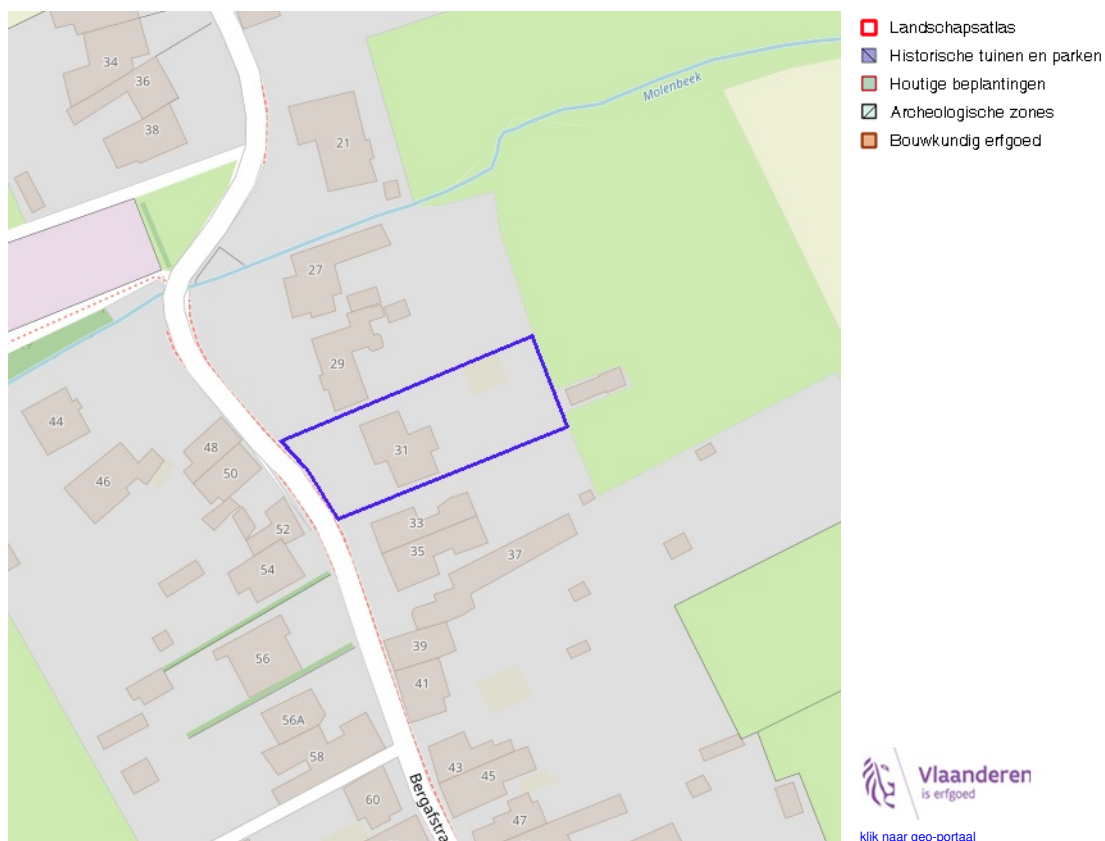 Landschapsatlas
Historische tuinen en parken
Houtige beplantingen
Archeologische zones
Bouwkundig erfgoed
34
36
38
21
Molenbeek
27
29
44
48
46
50
31
52
33
35
54
37
39
56
41
56A
58
43
45
60
47
Bergafstra
Vlaanderen
is erfgoed
klik naar geo-portaal